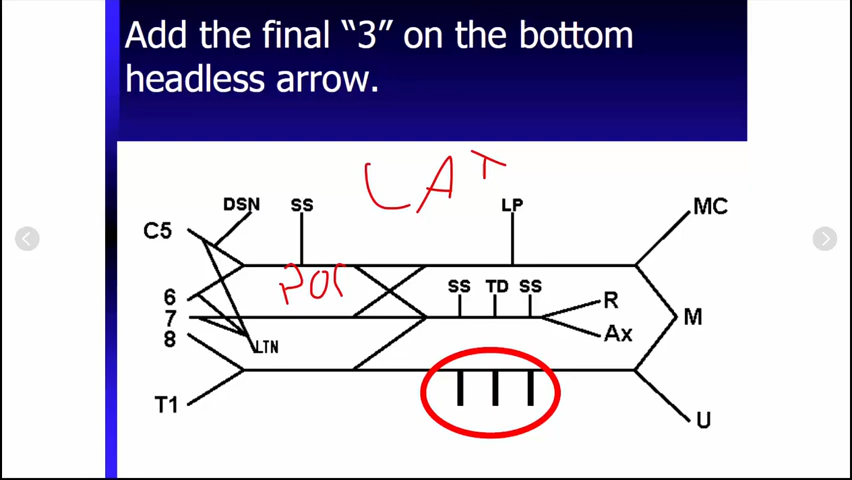 Add the final “3” on the bottom
headless arrow.
LAT
DSN SS LP MC
C5
POS
6
7
8
SS TD SS
R
M
Ax
LTN
T1
U